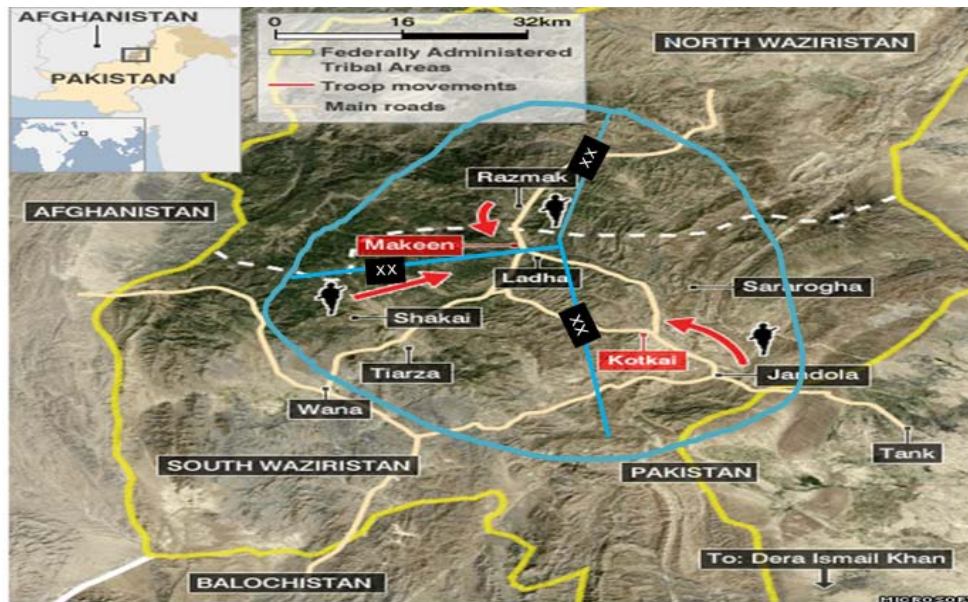 AFGHANISTAN
PAKISTAN
0 16 32km
Federally Administered
Tribal Areas
Troop movements
Main roads
NORTH WAZIRISTAN
XX
Razmak
AFGHANISTAN
Makeen
XX
Ladha
Sararogha
Shakai
XX
Kotkai
Tiarza
Jandola
Wana
Tank
SOUTH WAZIRISTAN
PAKISTAN
To: Dera Ismail Khan
BALOCHISTAN
MICROSOF